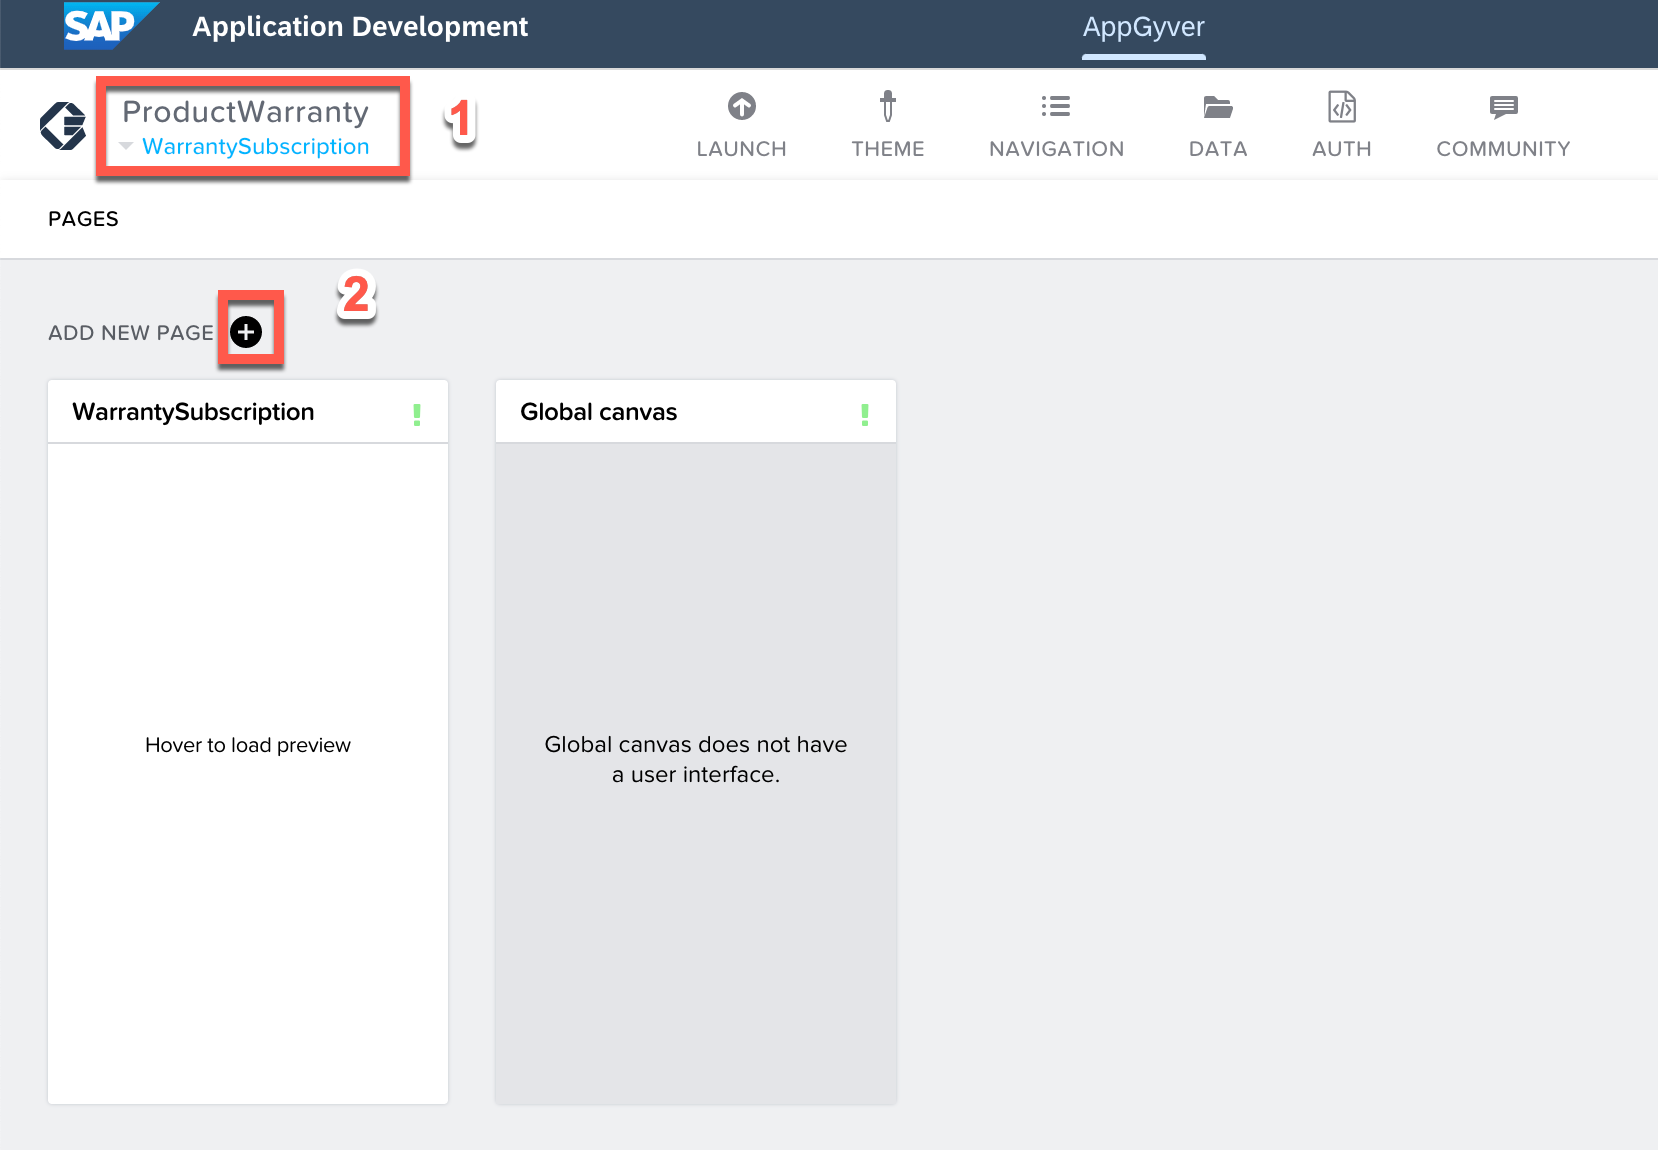 SAP Application Development AppGyver
ProductWarranty
WarrantySubscription
1
LAUNCH THEME NAVIGATION DATA AUTH COMMUNITY
PAGES
2
ADD NEW PAGE
WarrantySubscription
Global canvas
Hover to load preview
Global canvas does not have
a user interface.